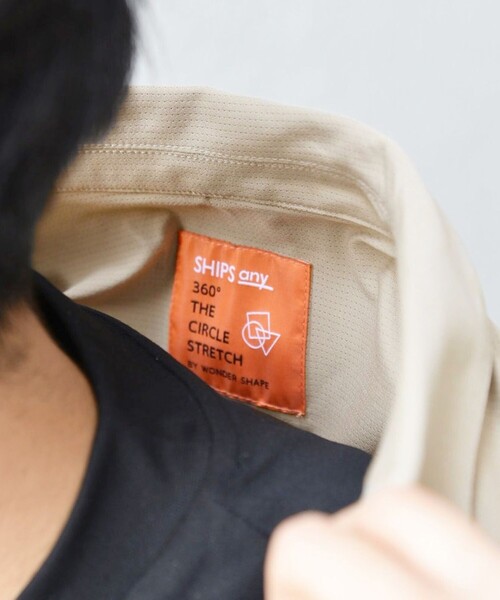 SHIPS any
360°
THE
CIRCLE
STRETCH
BY WONDER SHAPE